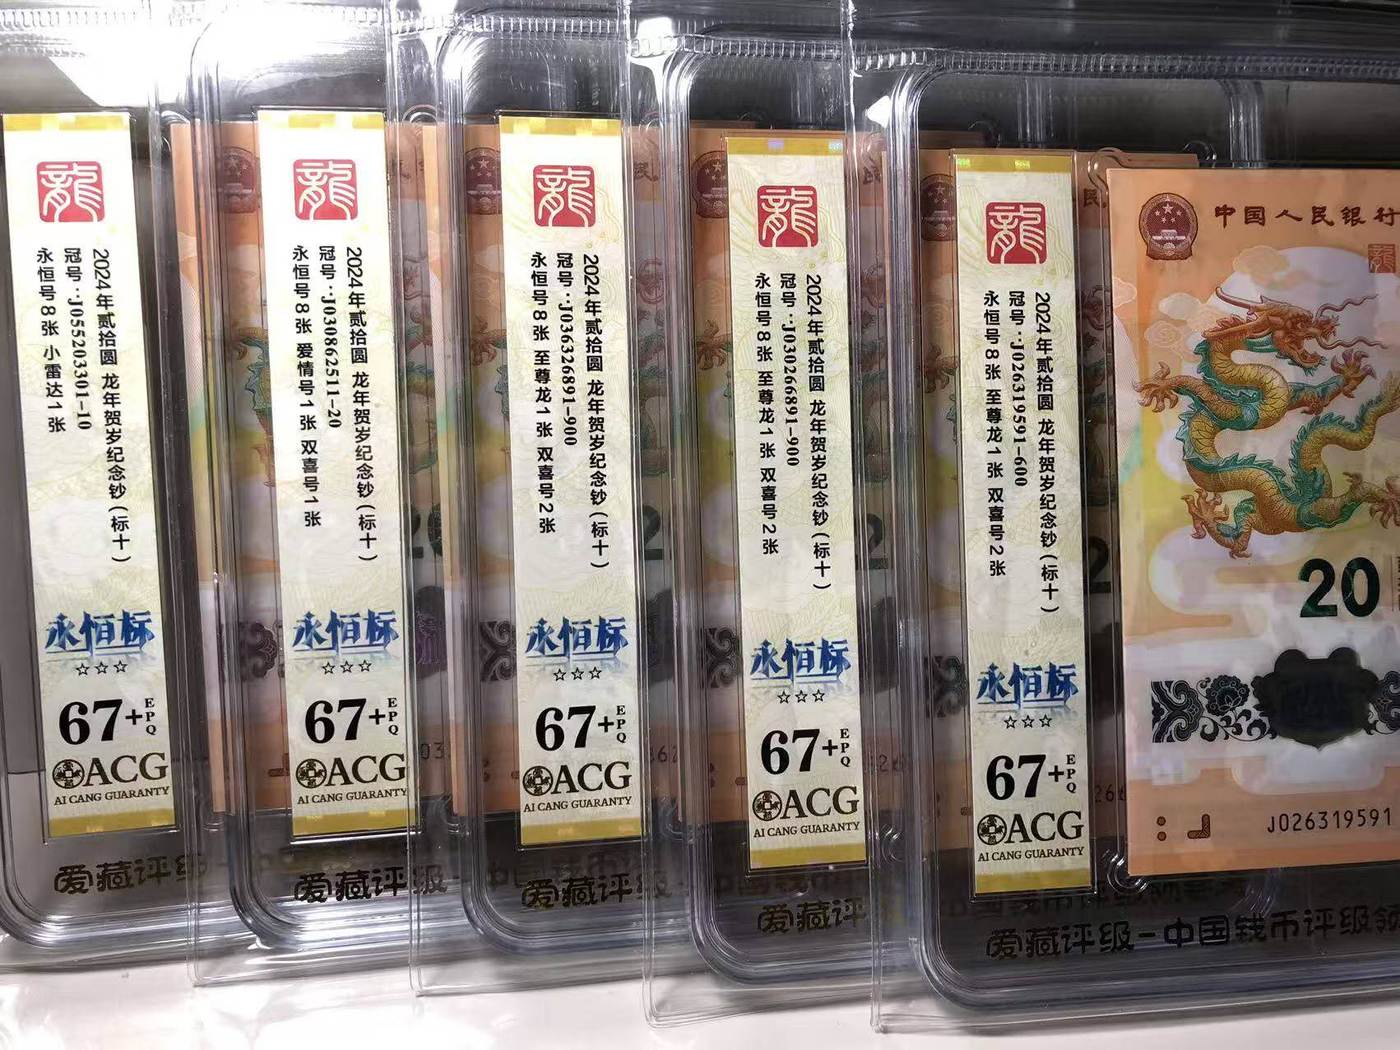 龍
2024年贰拾圆 龙年贺岁纪念钞(标十)
冠号:J055203301-10
永恒号8张 小雷达1张
永恒标
67+EPQ
ACG
AI CANG GUARANTY
爱藏评级
龍
2024年贰拾圆 龙年贺岁纪念钞(标十)
冠号:J030862511-20
永恒号8张 爱情号1张 双喜号1张
永恒标
67+EPQ
ACG
AI CANG GUARANTY
爱藏评级
龍
2024年贰拾圆 龙年贺岁纪念钞(标十)
冠号:J036326891-900
永恒号8张 至尊龙1张 双喜号2张
永恒标
67+EPQ
ACG
AI CANG GUARANTY
爱藏评级
龍
2024年贰拾圆 龙年贺岁纪念钞(标十)
冠号:J030266891-900
永恒号8张 至尊龙1张 双喜号2张
永恒标
67+EPQ
ACG
AI CANG GUARANTY
爱藏评
龍
2024年贰拾圆 龙年贺岁纪念钞(标十)
冠号:J026319591-600
永恒号8张 至尊龙1张 双喜号2张
永恒标
67+EPQ
ACG
AI CANG GUARANTY
爱藏评级-中国钱币评级领
中国人民银行
20
J026319591